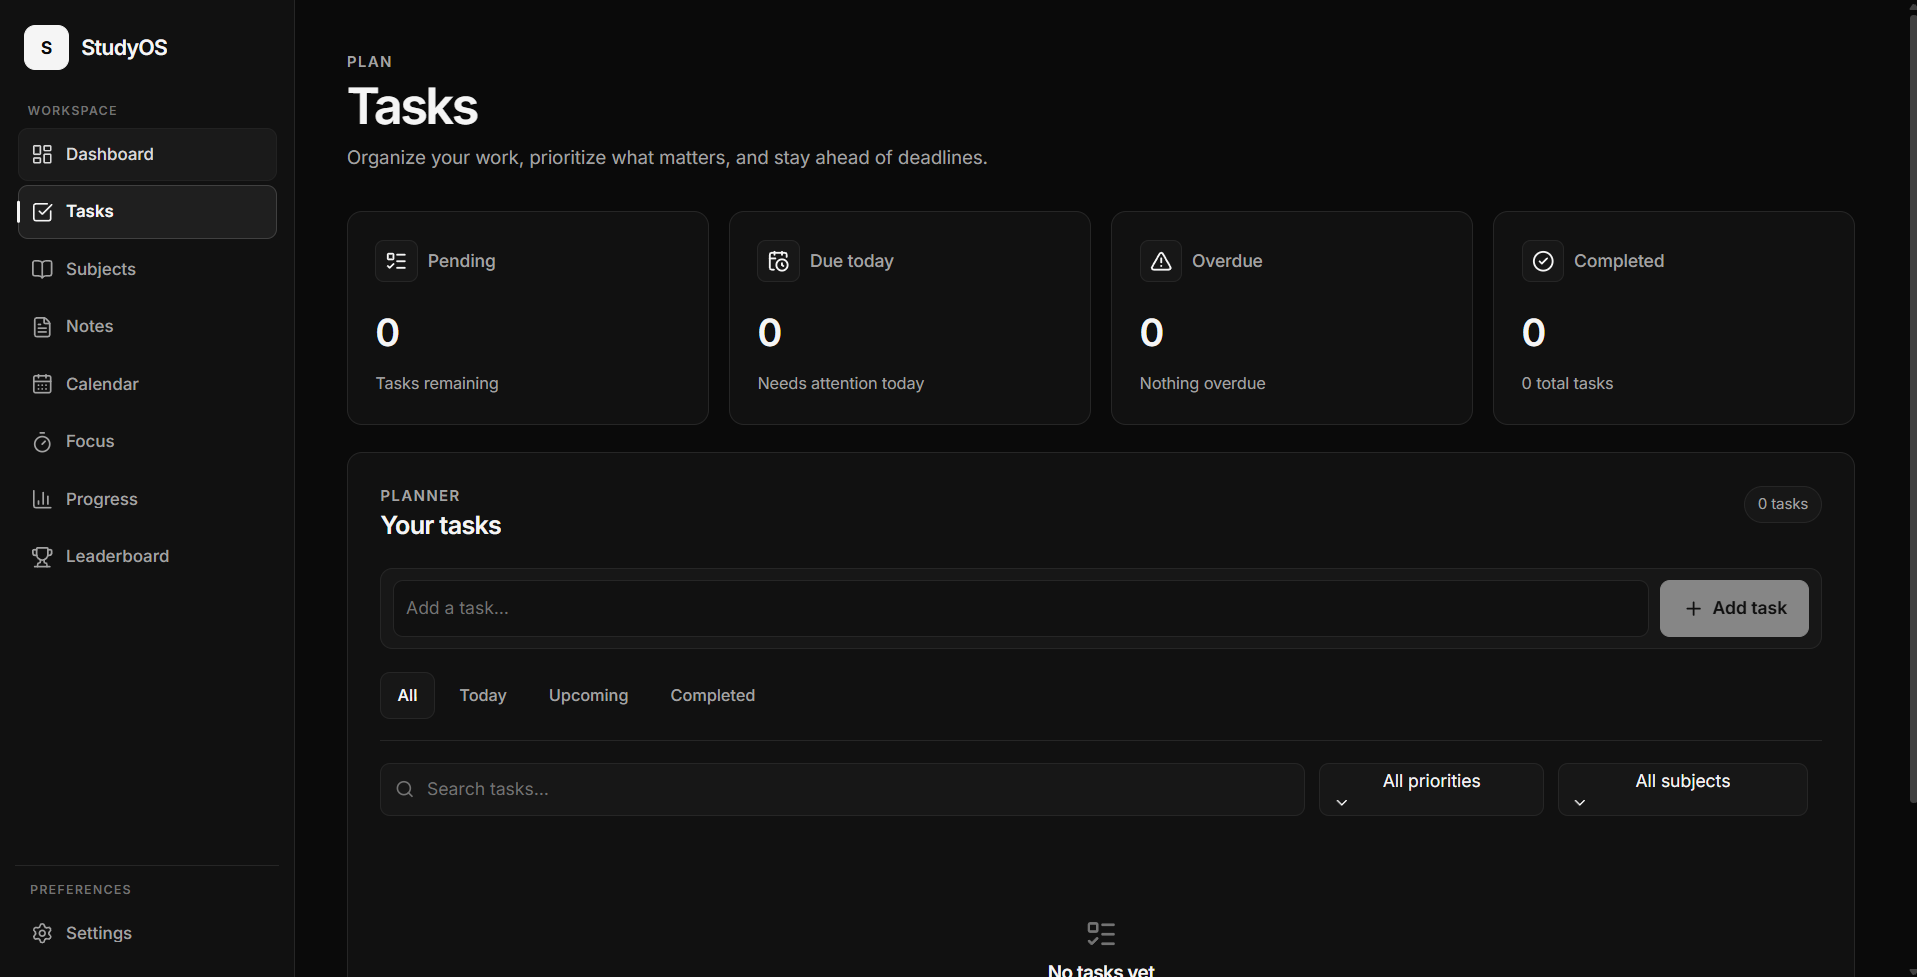 S
StudyOS
WORKSPACE
Dashboard
Tasks
Subjects
Notes
Calendar
Focus
Progress
Leaderboard
PREFERENCES
Settings
PLAN
Tasks
Organize your work, prioritize what matters, and stay ahead of deadlines.
Pending
0
Tasks remaining
Due today
0
Needs attention today
Overdue
0
Nothing overdue
Completed
0
0 total tasks
PLANNER
Your tasks
0 tasks
Add a task...
Add task
All
Today
Upcoming
Completed
Search tasks...
All priorities
All subjects
No tasks yet